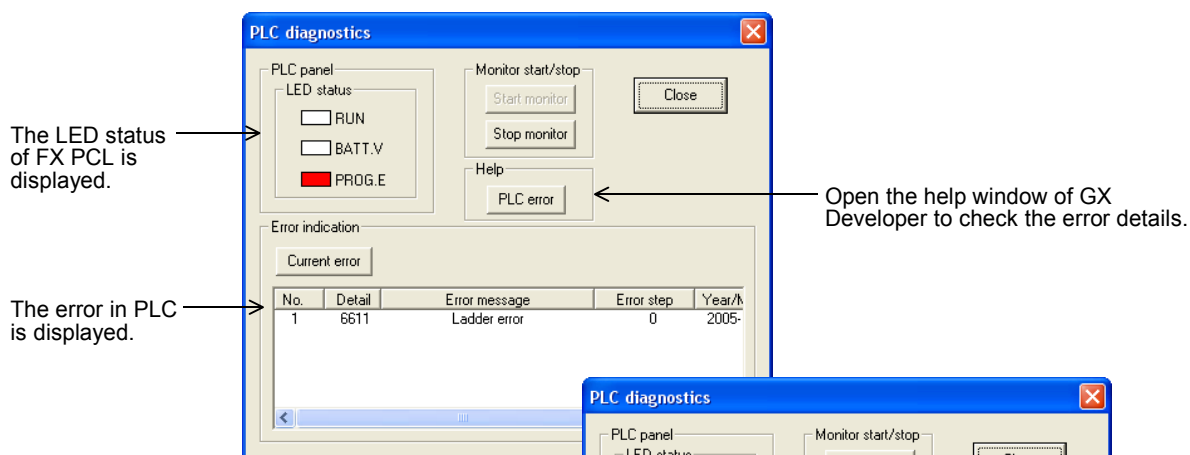 PLC diagnostics
PLC panel
LED status
RUN
BATT.V
PROG.E
Monitor start/stop
Start monitor
Stop monitor
Close
Help
PLC error
The LED status
of FX PCL is
displayed.
Open the help window of GX
Developer to check the error details.
Error indication
Current error
No. Detail Error message Error step Year/
1 6611 Ladder error 0 2005-
The error in PLC
is displayed.
PLC diagnostics
PLC panel
LED status
Monitor start/stop